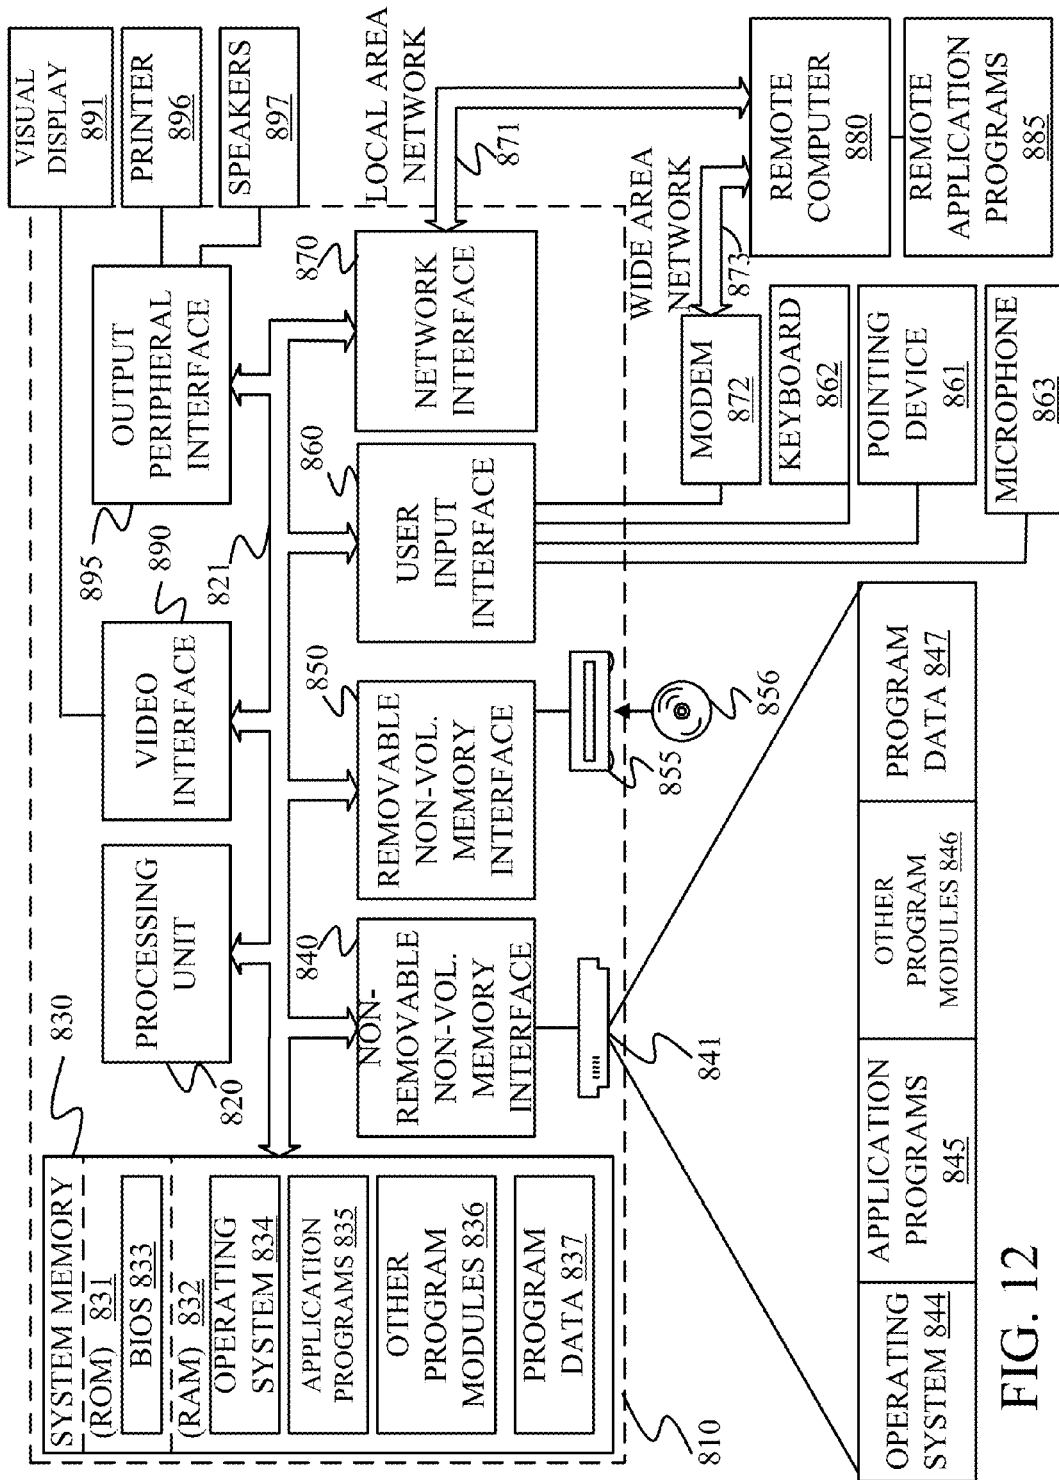 830
SYSTEM MEMORY
(ROM) 831
BIOS 833
(RAM) 832
OPERATING
SYSTEM 834
APPLICATION
PROGRAMS 835
OTHER
PROGRAM
MODULES 836
PROGRAM
DATA 837
810
PROCESSING
UNIT
820
VIDEO
INTERFACE
890
821
OUTPUT
PERIPHERAL
INTERFACE
895
VISUAL
DISPLAY
891
PRINTER
896
SPEAKERS
897
840
NON-
REMOVABLE
NON-VOL.
MEMORY
INTERFACE
850
REMOVABLE
NON-VOL.
MEMORY
INTERFACE
860
USER
INPUT
INTERFACE
870
NETWORK
INTERFACE
LOCAL AREA
NETWORK
871
841
855
856
WIDE AREA
NETWORK
873
MODEM
872
KEYBOARD
862
POINTING
DEVICE
861
MICROPHONE
863
REMOTE
COMPUTER
880
REMOTE
APPLICATION
PROGRAMS
885
OPERATING
SYSTEM 844
APPLICATION
PROGRAMS
845
OTHER
PROGRAM
MODULES 846
PROGRAM
DATA 847
FIG. 12